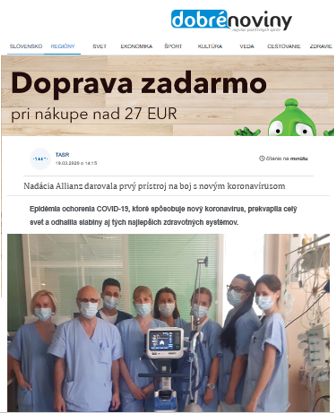 dobrénoviny
SLOVENSKO REGIÓNY SVET EKONOMIKA ŠPORT KULTÚRA VEDA CESTOVANIE ZDRAVIE
Doprava zadarmo
pri nákupe nad 27 EUR
TASR
19.03.2020 o 14:15
čítanie na minútu
Nadácia Allianz darovala prvý prístroj na boj s novým koronavírusom
Epidémia ochorenia COVID-19, ktoré spôsobuje nový koronavírus, prekvapila celý
svet a odhalila slabiny aj tých najlepších zdravotných systémov.